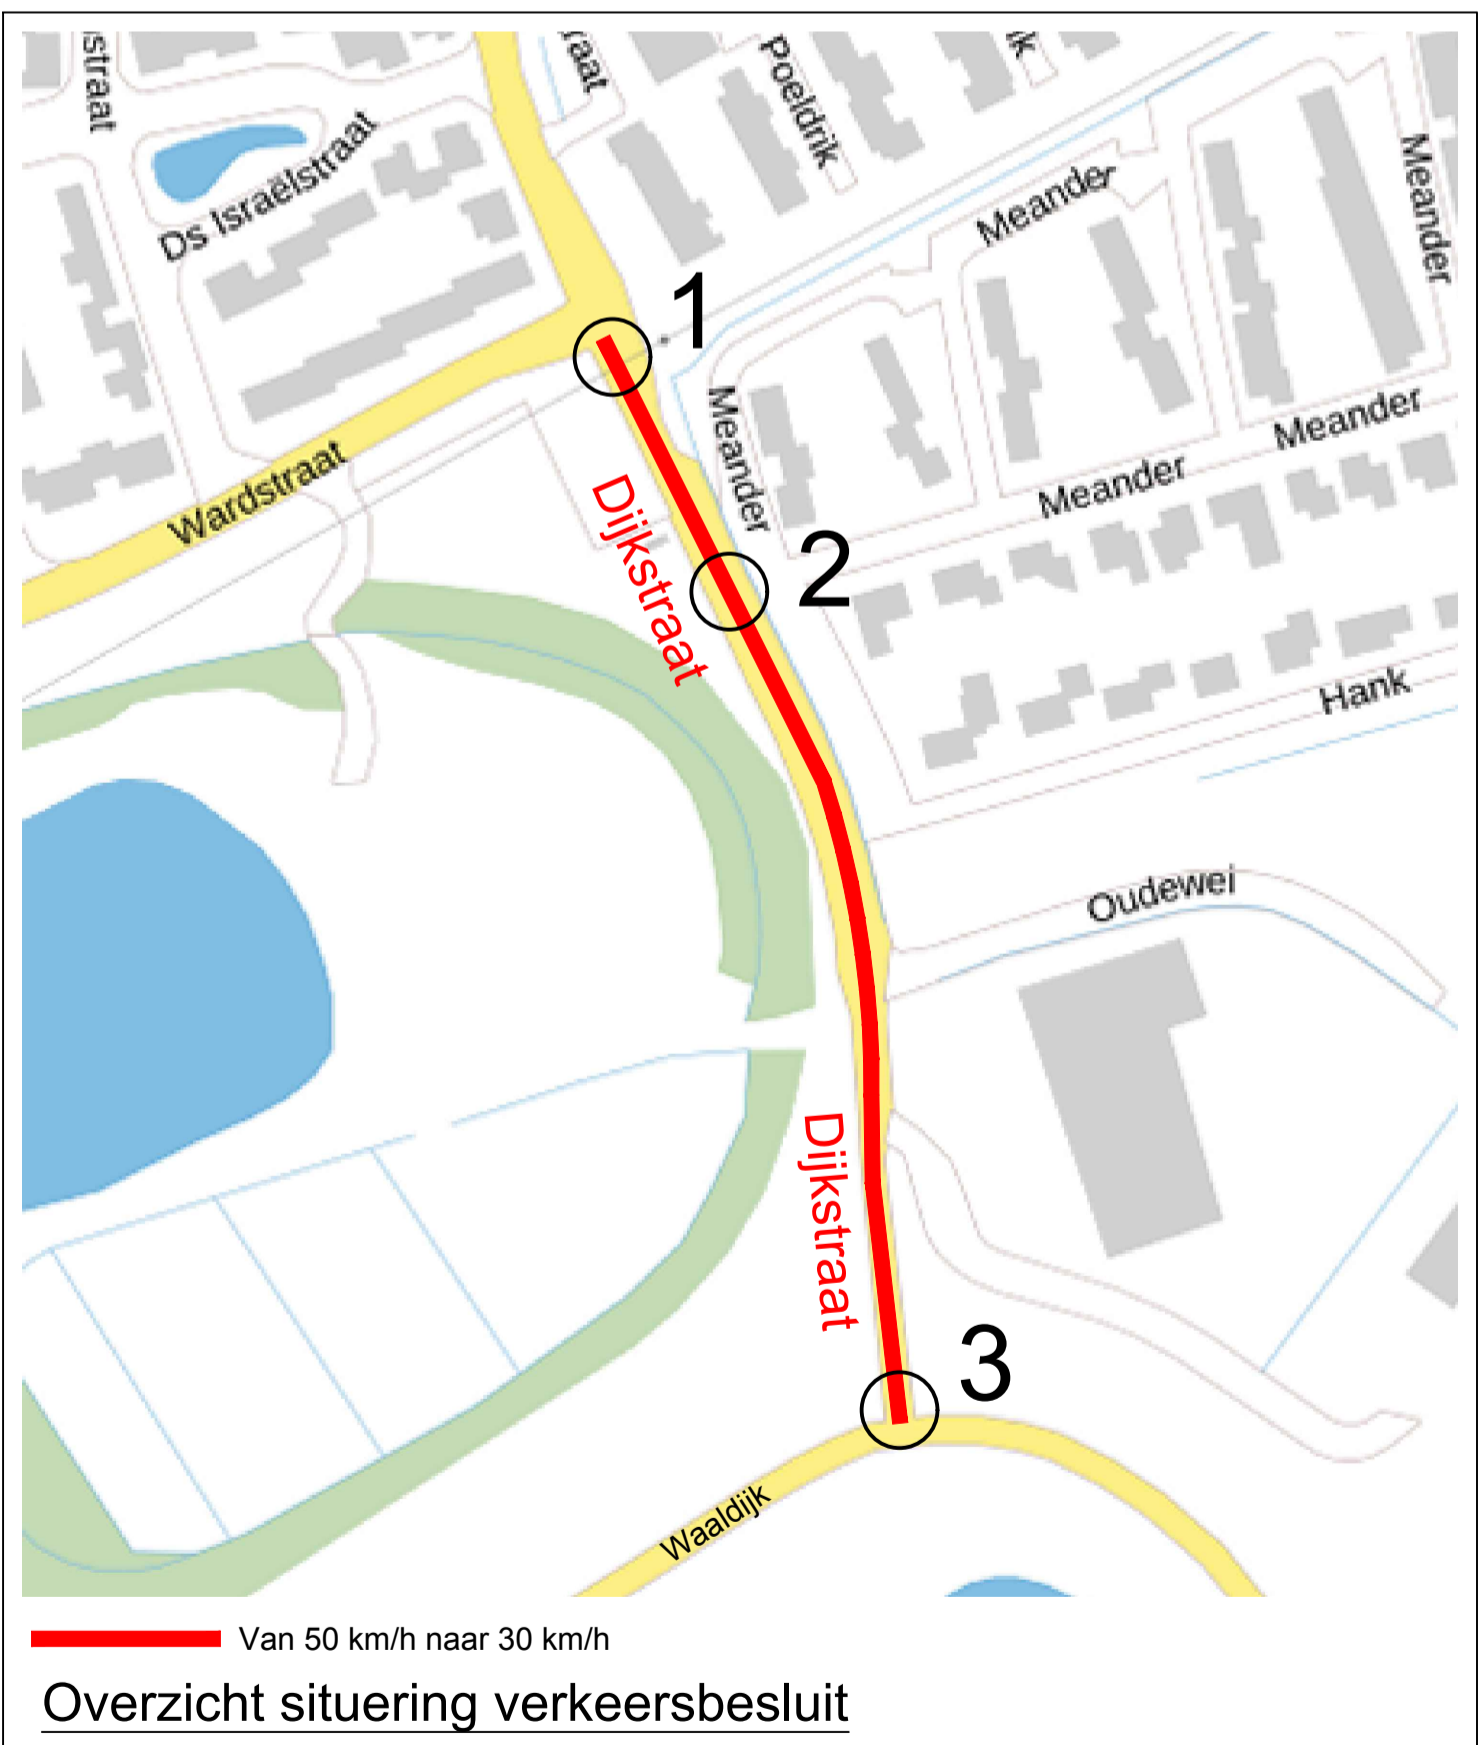 straat
raat
Poeldrik
ik
Ds Israëlstraat
Meander
Meander
1
Meander
Meander
Meander
Wardstraat
Dijkstraat
2
Hank
Oudewei
Dijkstraat
3
Waaldijk
Van 50 km/h naar 30 km/h
Overzicht situering verkeersbesluit